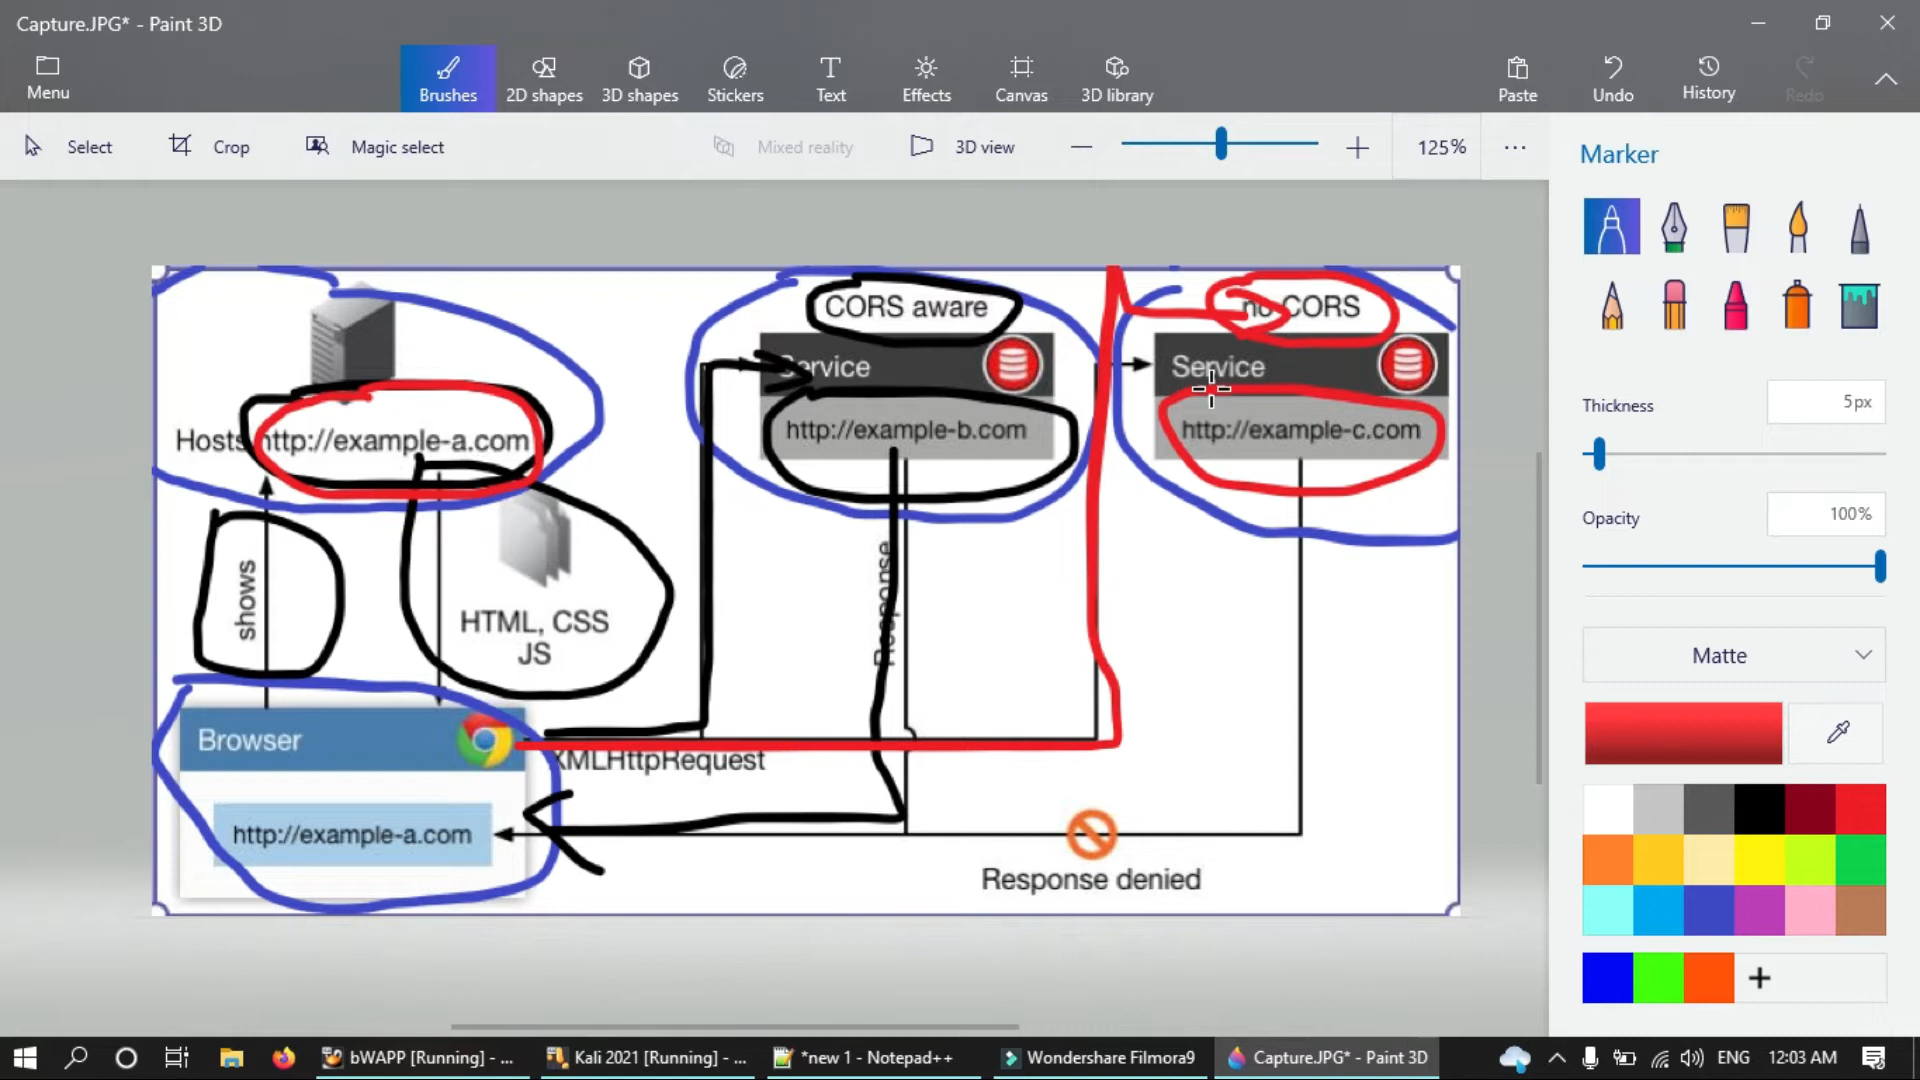 Capture.JPG* - Paint 3D
Menu
Brushes
2D shapes
3D shapes
Stickers
Text
Effects
Canvas
3D library
Paste
Undo
History
Redo
Select
Crop
Magic select
Mixed reality
3D view
125%
Marker
Thickness
5px
Opacity
100%
Matte
CORS aware
no CORS
Service
Service
Hosts http://example-a.com
http://example-b.com
http://example-c.com
shows
HTML, CSS
JS
Response
Browser
XMLHttpRequest
http://example-a.com
Response denied
bWAPP [Running] - ...
Kali 2021 [Running] - ...
*new 1 - Notepad++
Wondershare Filmora9
Capture.JPG* - Paint 3D
ENG
12:03 AM